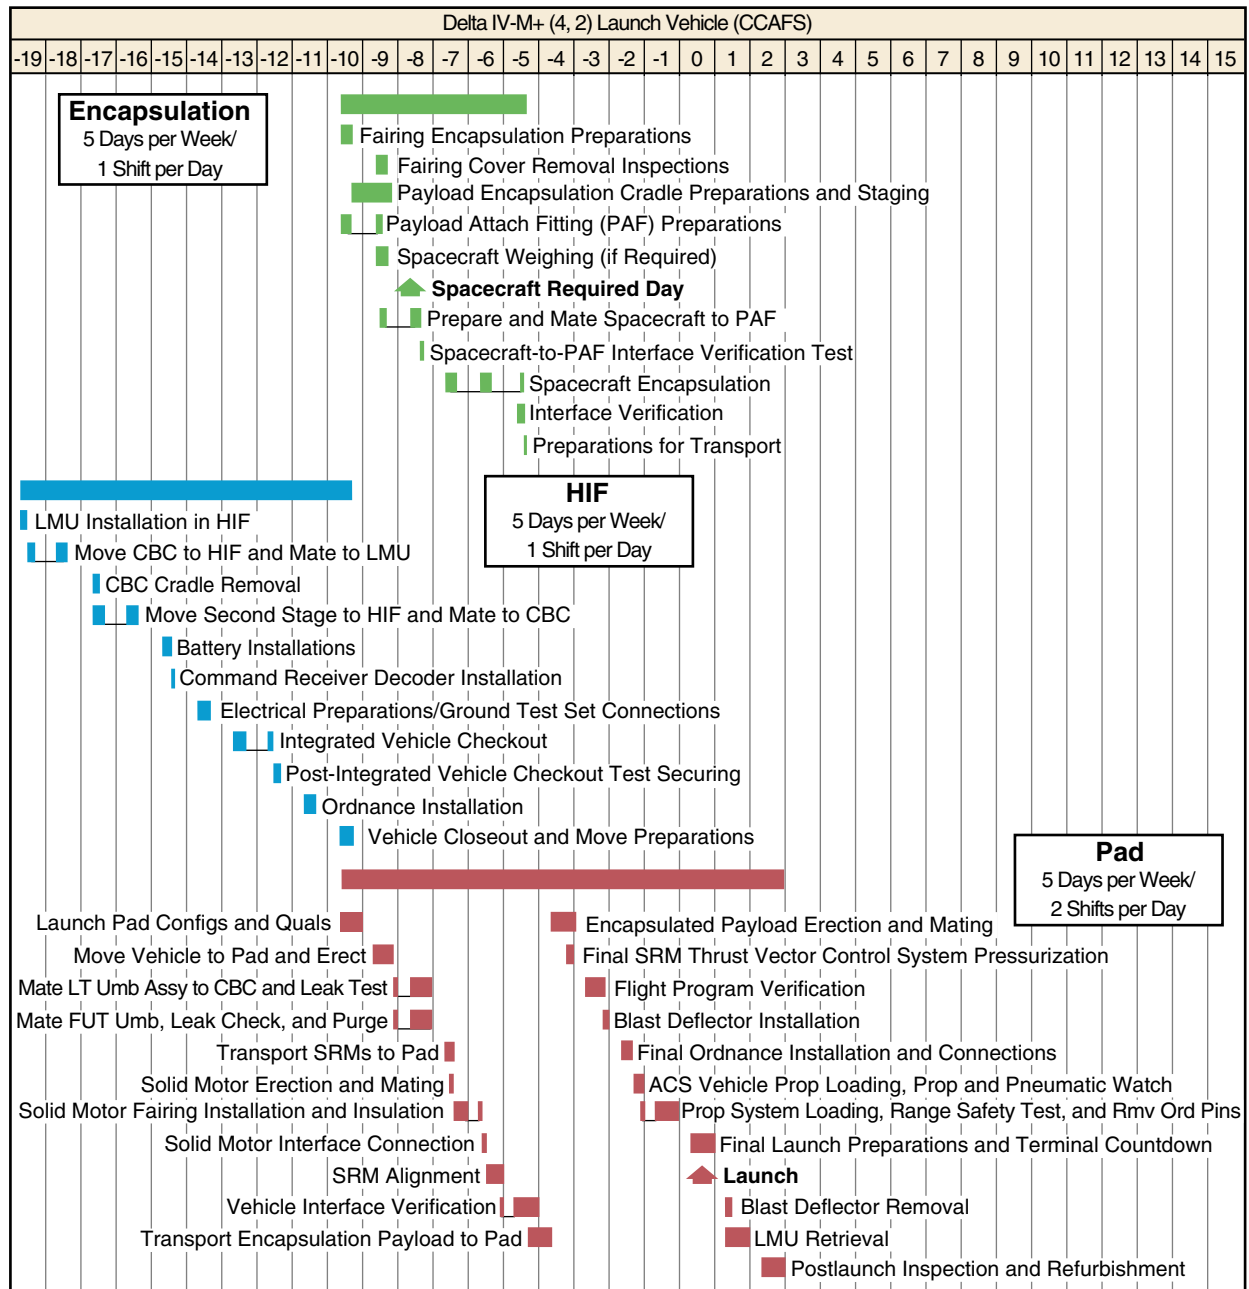 Delta IV-M+ (4, 2) Launch Vehicle (CCAFS)
-19 -18 -17 -16 -15 -14 -13 -12 -11 -10 -9 -8 -7 -6 -5 -4 -3 -2 -1 0 1 2 3 4 5 6 7 8 9 10 11 12 13 14 15
Encapsulation
5 Days per Week/
1 Shift per Day
Fairing Encapsulation Preparations
Fairing Cover Removal Inspections
Payload Encapsulation Cradle Preparations and Staging
Payload Attach Fitting (PAF) Preparations
Spacecraft Weighing (if Required)
Spacecraft Required Day
Prepare and Mate Spacecraft to PAF
Spacecraft-to-PAF Interface Verification Test
Spacecraft Encapsulation
Interface Verification
Preparations for Transport
HIF
5 Days per Week/
1 Shift per Day
LMU Installation in HIF
Move CBC to HIF and Mate to LMU
CBC Cradle Removal
Move Second Stage to HIF and Mate to CBC
Battery Installations
Command Receiver Decoder Installation
Electrical Preparations/Ground Test Set Connections
Integrated Vehicle Checkout
Post-Integrated Vehicle Checkout Test Securing
Ordnance Installation
Vehicle Closeout and Move Preparations
Pad
5 Days per Week/
2 Shifts per Day
Launch Pad Configs and Quals
Move Vehicle to Pad and Erect
Mate LT Umb Assy to CBC and Leak Test
Mate FUT Umb, Leak Check, and Purge
Transport SRMs to Pad
Solid Motor Erection and Mating
Solid Motor Fairing Installation and Insulation
Solid Motor Interface Connection
SRM Alignment
Vehicle Interface Verification
Transport Encapsulation Payload to Pad
Encapsulated Payload Erection and Mating
Final SRM Thrust Vector Control System Pressurization
Flight Program Verification
Blast Deflector Installation
Final Ordnance Installation and Connections
ACS Vehicle Prop Loading, Prop and Pneumatic Watch
Prop System Loading, Range Safety Test, and Rmv Ord Pins
Final Launch Preparations and Terminal Countdown
Launch
Blast Deflector Removal
LMU Retrieval
Postlaunch Inspection and Refurbishment